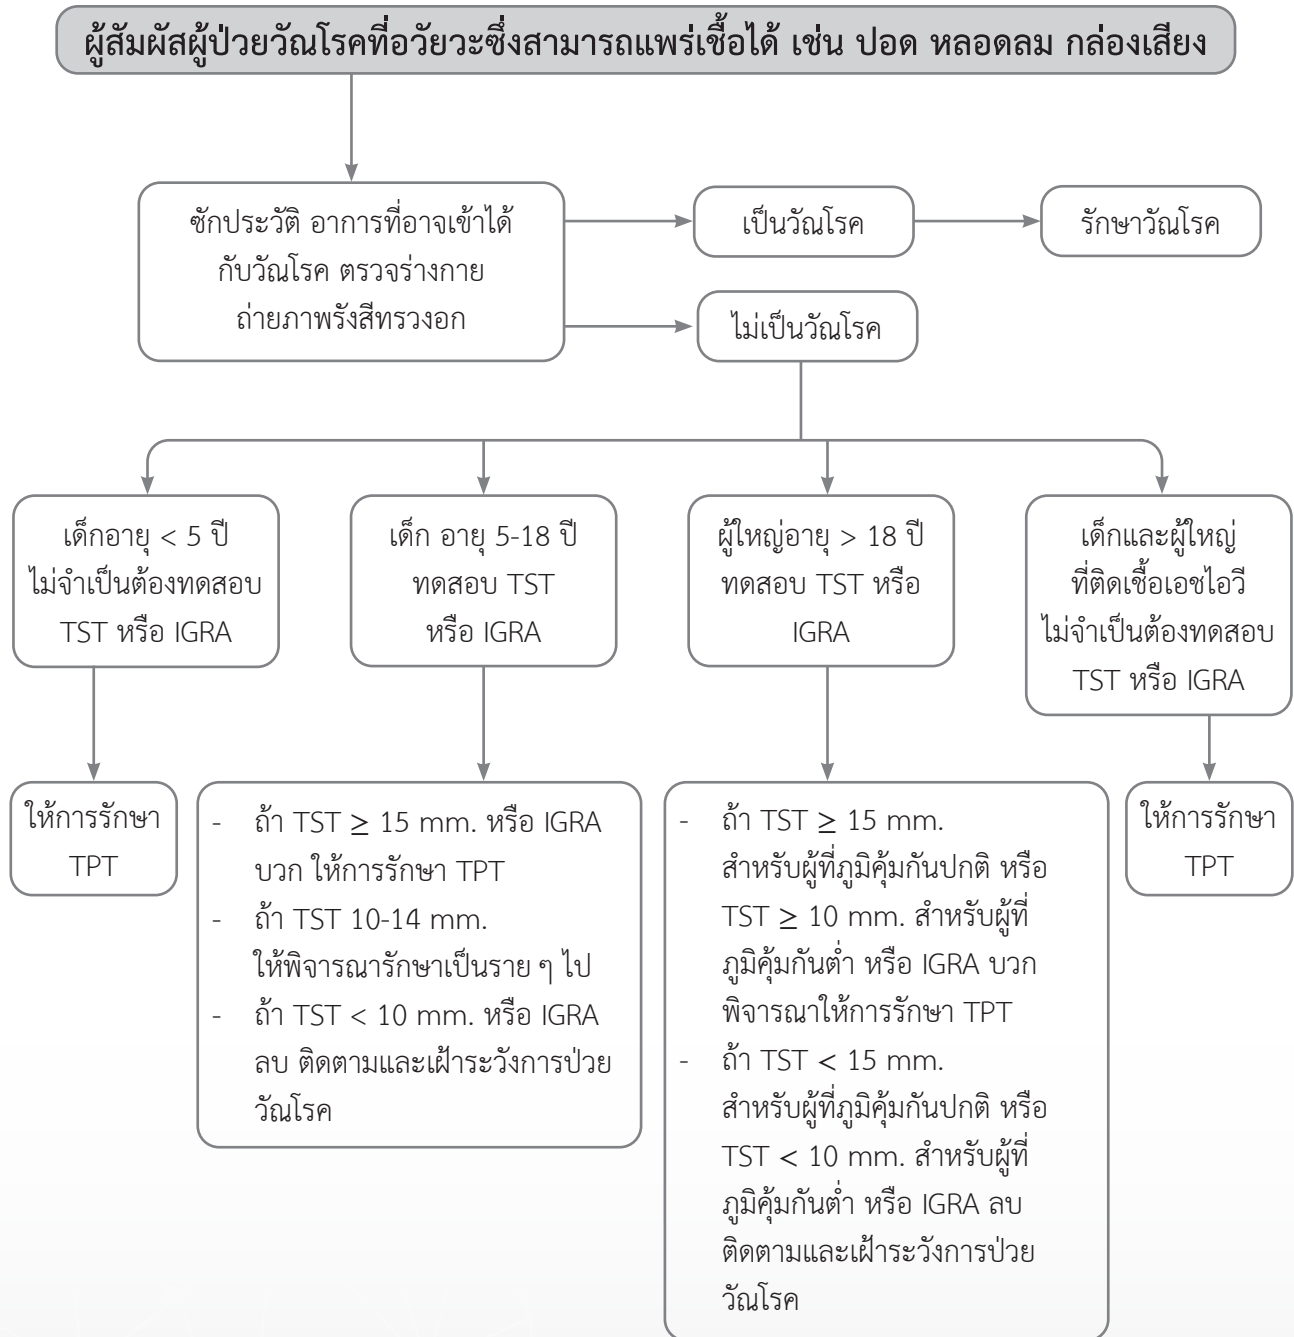 ผู้สัมผัสผู้ป่วยวัณโรคที่อวัยวะซึ่งสามารถแพร่เชื้อได้ เช่น ปอด หลอดลม กล่องเสียง
ซักประวัติ อาการที่อาจเข้าได้
กับวัณโรค ตรวจร่างกาย
ถ่ายภาพรังสีทรวงอก
เป็นวัณโรค
รักษาวัณโรค
ไม่เป็นวัณโรค
เด็กอายุ < 5 ปี
ไม่จำเป็นต้องทดสอบ
TST หรือ IGRA
เด็ก อายุ 5-18 ปี
ทดสอบ TST
หรือ IGRA
ผู้ใหญ่อายุ > 18 ปี
ทดสอบ TST หรือ
IGRA
เด็กและผู้ใหญ่
ที่ติดเชื้อเอชไอวี
ไม่จำเป็นต้องทดสอบ
TST หรือ IGRA
ให้การรักษา
TPT
- ถ้า TST ≥ 15 mm. หรือ IGRA
บวก ให้การรักษา TPT
- ถ้า TST 10-14 mm.
ให้พิจารณารักษาเป็นราย ๆ ไป
- ถ้า TST < 10 mm. หรือ IGRA
ลบ ติดตามและเฝ้าระวังการป่วย
วัณโรค
- ถ้า TST ≥ 15 mm.
สำหรับผู้ที่ภูมิคุ้มกันปกติ หรือ
TST ≥ 10 mm. สำหรับผู้ที่
ภูมิคุ้มกันต่ำ หรือ IGRA บวก
พิจารณาให้การรักษา TPT
- ถ้า TST < 15 mm.
สำหรับผู้ที่ภูมิคุ้มกันปกติ หรือ
TST < 10 mm. สำหรับผู้ที่
ภูมิคุ้มกันต่ำ หรือ IGRA ลบ
ติดตามและเฝ้าระวังการป่วย
วัณโรค
ให้การรักษา
TPT